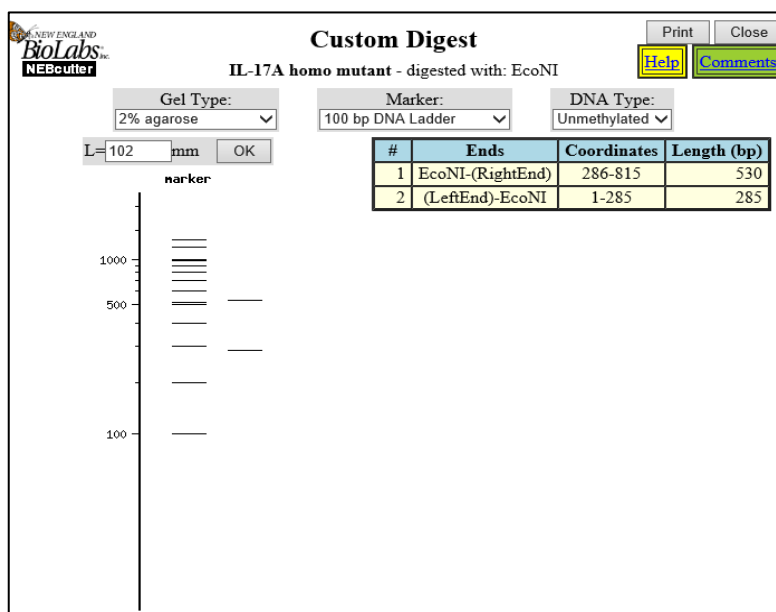 NEW ENGLAND
BioLabs Inc.
NEBcutter
Custom Digest
IL-17A homo mutant - digested with: EcoNI
Print Close
Help Comments
Gel Type: Marker: DNA Type:
2% agarose 100 bp DNA Ladder Unmethylated
L= 102 mm OK
# Ends Coordinates Length (bp)
1 EcoNI-(RightEnd) 286-815 530
2 (LeftEnd)-EcoNI 1-285 285
marker
1000
500
100